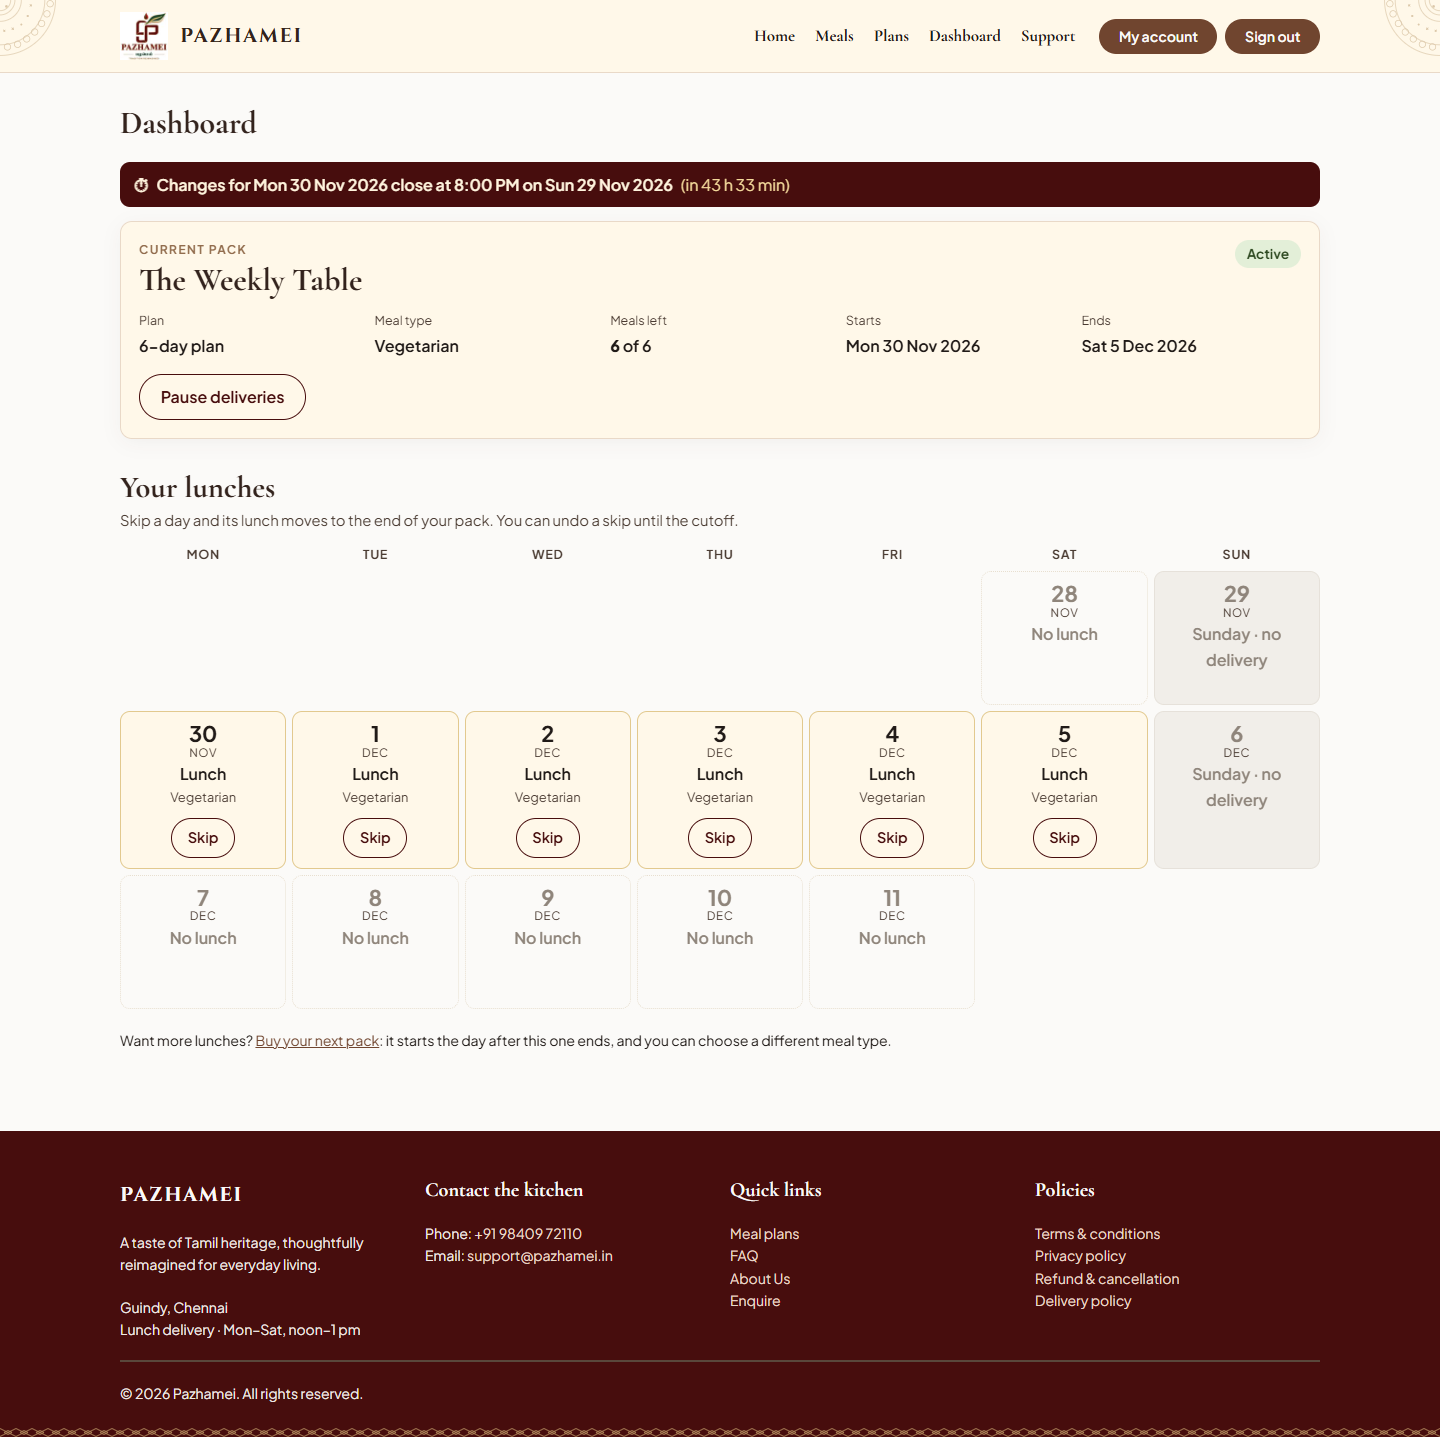 PAZHAMEI
PAZHAMEI
Home
Meals
Plans
Dashboard
Support
My account
Sign out
Dashboard
Changes for Mon 30 Nov 2026 close at 8:00 PM on Sun 29 Nov 2026 (in 43 h 33 min)
CURRENT PACK
Active
The Weekly Table
Plan
Meal type
Meals left
Starts
Ends
6-day plan
Vegetarian
6 of 6
Mon 30 Nov 2026
Sat 5 Dec 2026
Pause deliveries
Your lunches
Skip a day and its lunch moves to the end of your pack. You can undo a skip until the cutoff.
MON
TUE
WED
THU
FRI
SAT
SUN
28
NOV
No lunch
29
NOV
Sunday · no
delivery
30
NOV
Lunch
Vegetarian
Skip
1
DEC
Lunch
Vegetarian
Skip
2
DEC
Lunch
Vegetarian
Skip
3
DEC
Lunch
Vegetarian
Skip
4
DEC
Lunch
Vegetarian
Skip
5
DEC
Lunch
Vegetarian
Skip
6
DEC
Sunday · no
delivery
7
DEC
No lunch
8
DEC
No lunch
9
DEC
No lunch
10
DEC
No lunch
11
DEC
No lunch
Want more lunches? Buy your next pack: it starts the day after this one ends, and you can choose a different meal type.
PAZHAMEI
A taste of Tamil heritage, thoughtfully
reimagined for everyday living.
Guindy, Chennai
Lunch delivery · Mon–Sat, noon–1 pm
Contact the kitchen
Phone: +91 98409 72110
Email: support@pazhamei.in
Quick links
Meal plans
FAQ
About Us
Enquire
Policies
Terms & conditions
Privacy policy
Refund & cancellation
Delivery policy
© 2026 Pazhamei. All rights reserved.